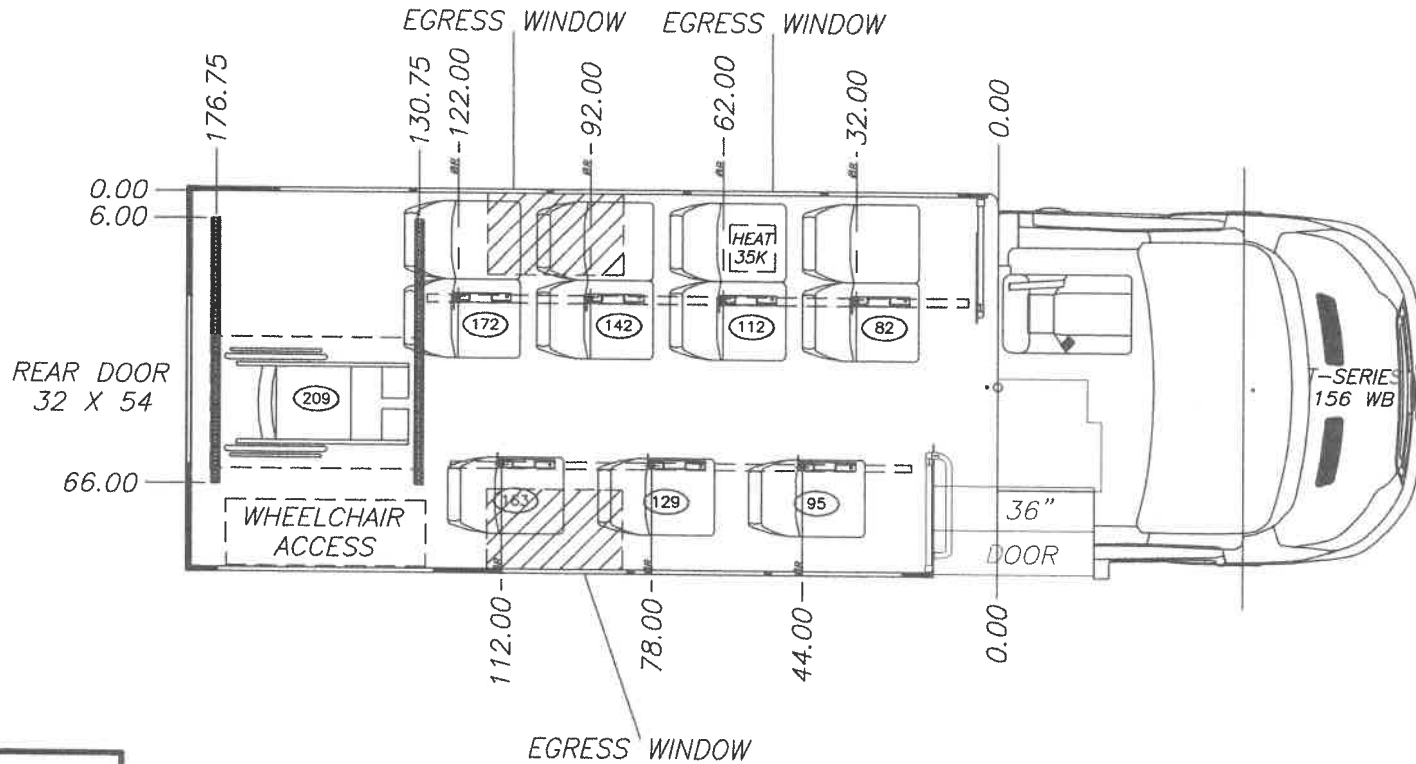 EGRESS WINDOW
EGRESS WINDOW
176.75
130.75
122.00
92.00
62.00
32.00
0.00
0.00
6.00
HEAT
35K
172
142
112
82
REAR DOOR
32 X 54
209
T-SERIES
156 WB
66.00
163
129
95
WHEELCHAIR
ACCESS
36"
DOOR
112.00
78.00
44.00
0.00
EGRESS WINDOW